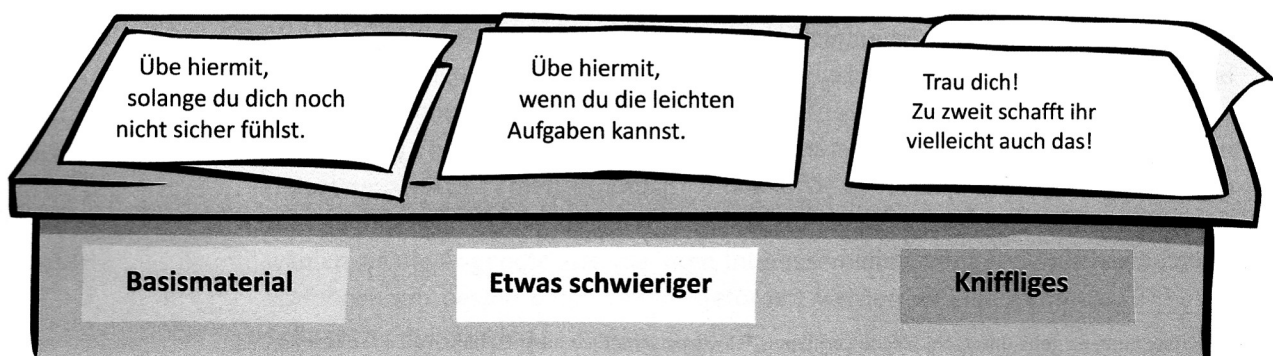 Übe hiermit,
solange du dich noch
nicht sicher fühlst.
Übe hiermit,
wenn du die leichten
Aufgaben kannst.
Trau dich!
Zu zweit schafft ihr
vielleicht auch das!
Basismaterial
Etwas schwieriger
Kniffliges